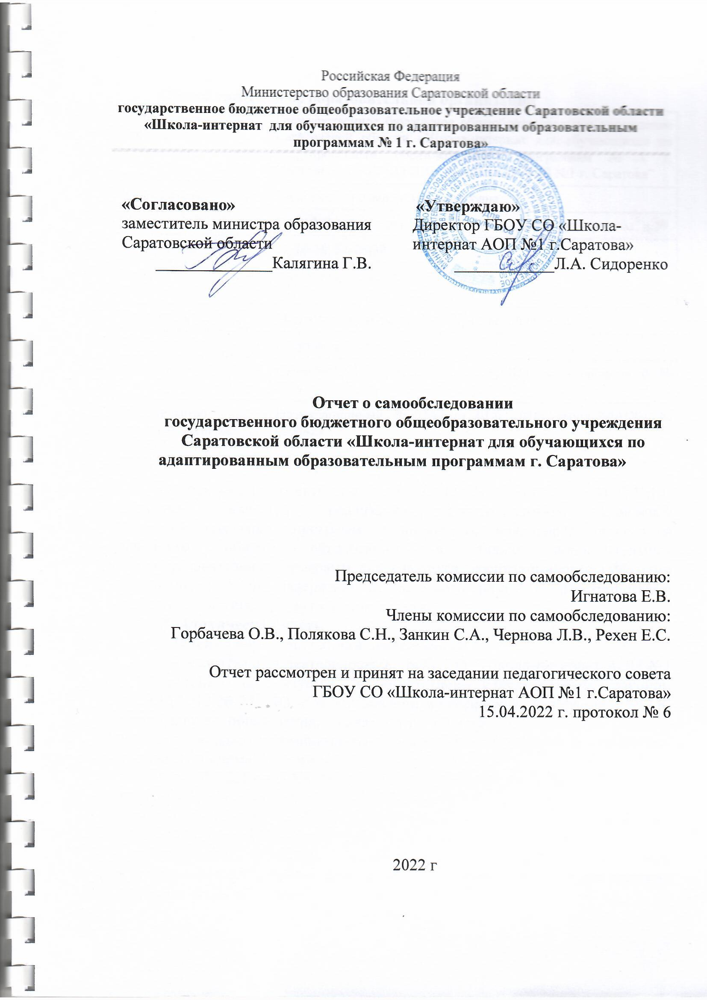 Российская Федерация
Министерство образования Саратовской области
государственное бюджетное общеобразовательное учреждение Саратовской области
«Школа-интернат для обучающихся по адаптированным образовательным
программам № 1 г. Саратова»
«Согласовано»
заместитель министра образования
Саратовской области
Калягина Г.В.
«Утверждаю»
Директор ГБОУ СО «Школа-
интернат АОП №1 г.Саратова»
Л.А. Сидоренко
Для
документов
Отчет о самообследовании
государственного бюджетного общеобразовательного учреждения
Саратовской области «Школа-интернат для обучающихся по
адаптированным образовательным программам г. Саратова»
Председатель комиссии по самообследованию:
Игнатова Е.В.
Члены комиссии по самообследованию:
Горбачева О.В., Полякова С.Н., Занкин С.А., Чернова Л.В., Рехен Е.С.
Отчет рассмотрен и принят на заседании педагогического совета
ГБОУ СО «Школа-интернат АОП №1 г.Саратова»
15.04.2022 г. протокол № 6
2022 г